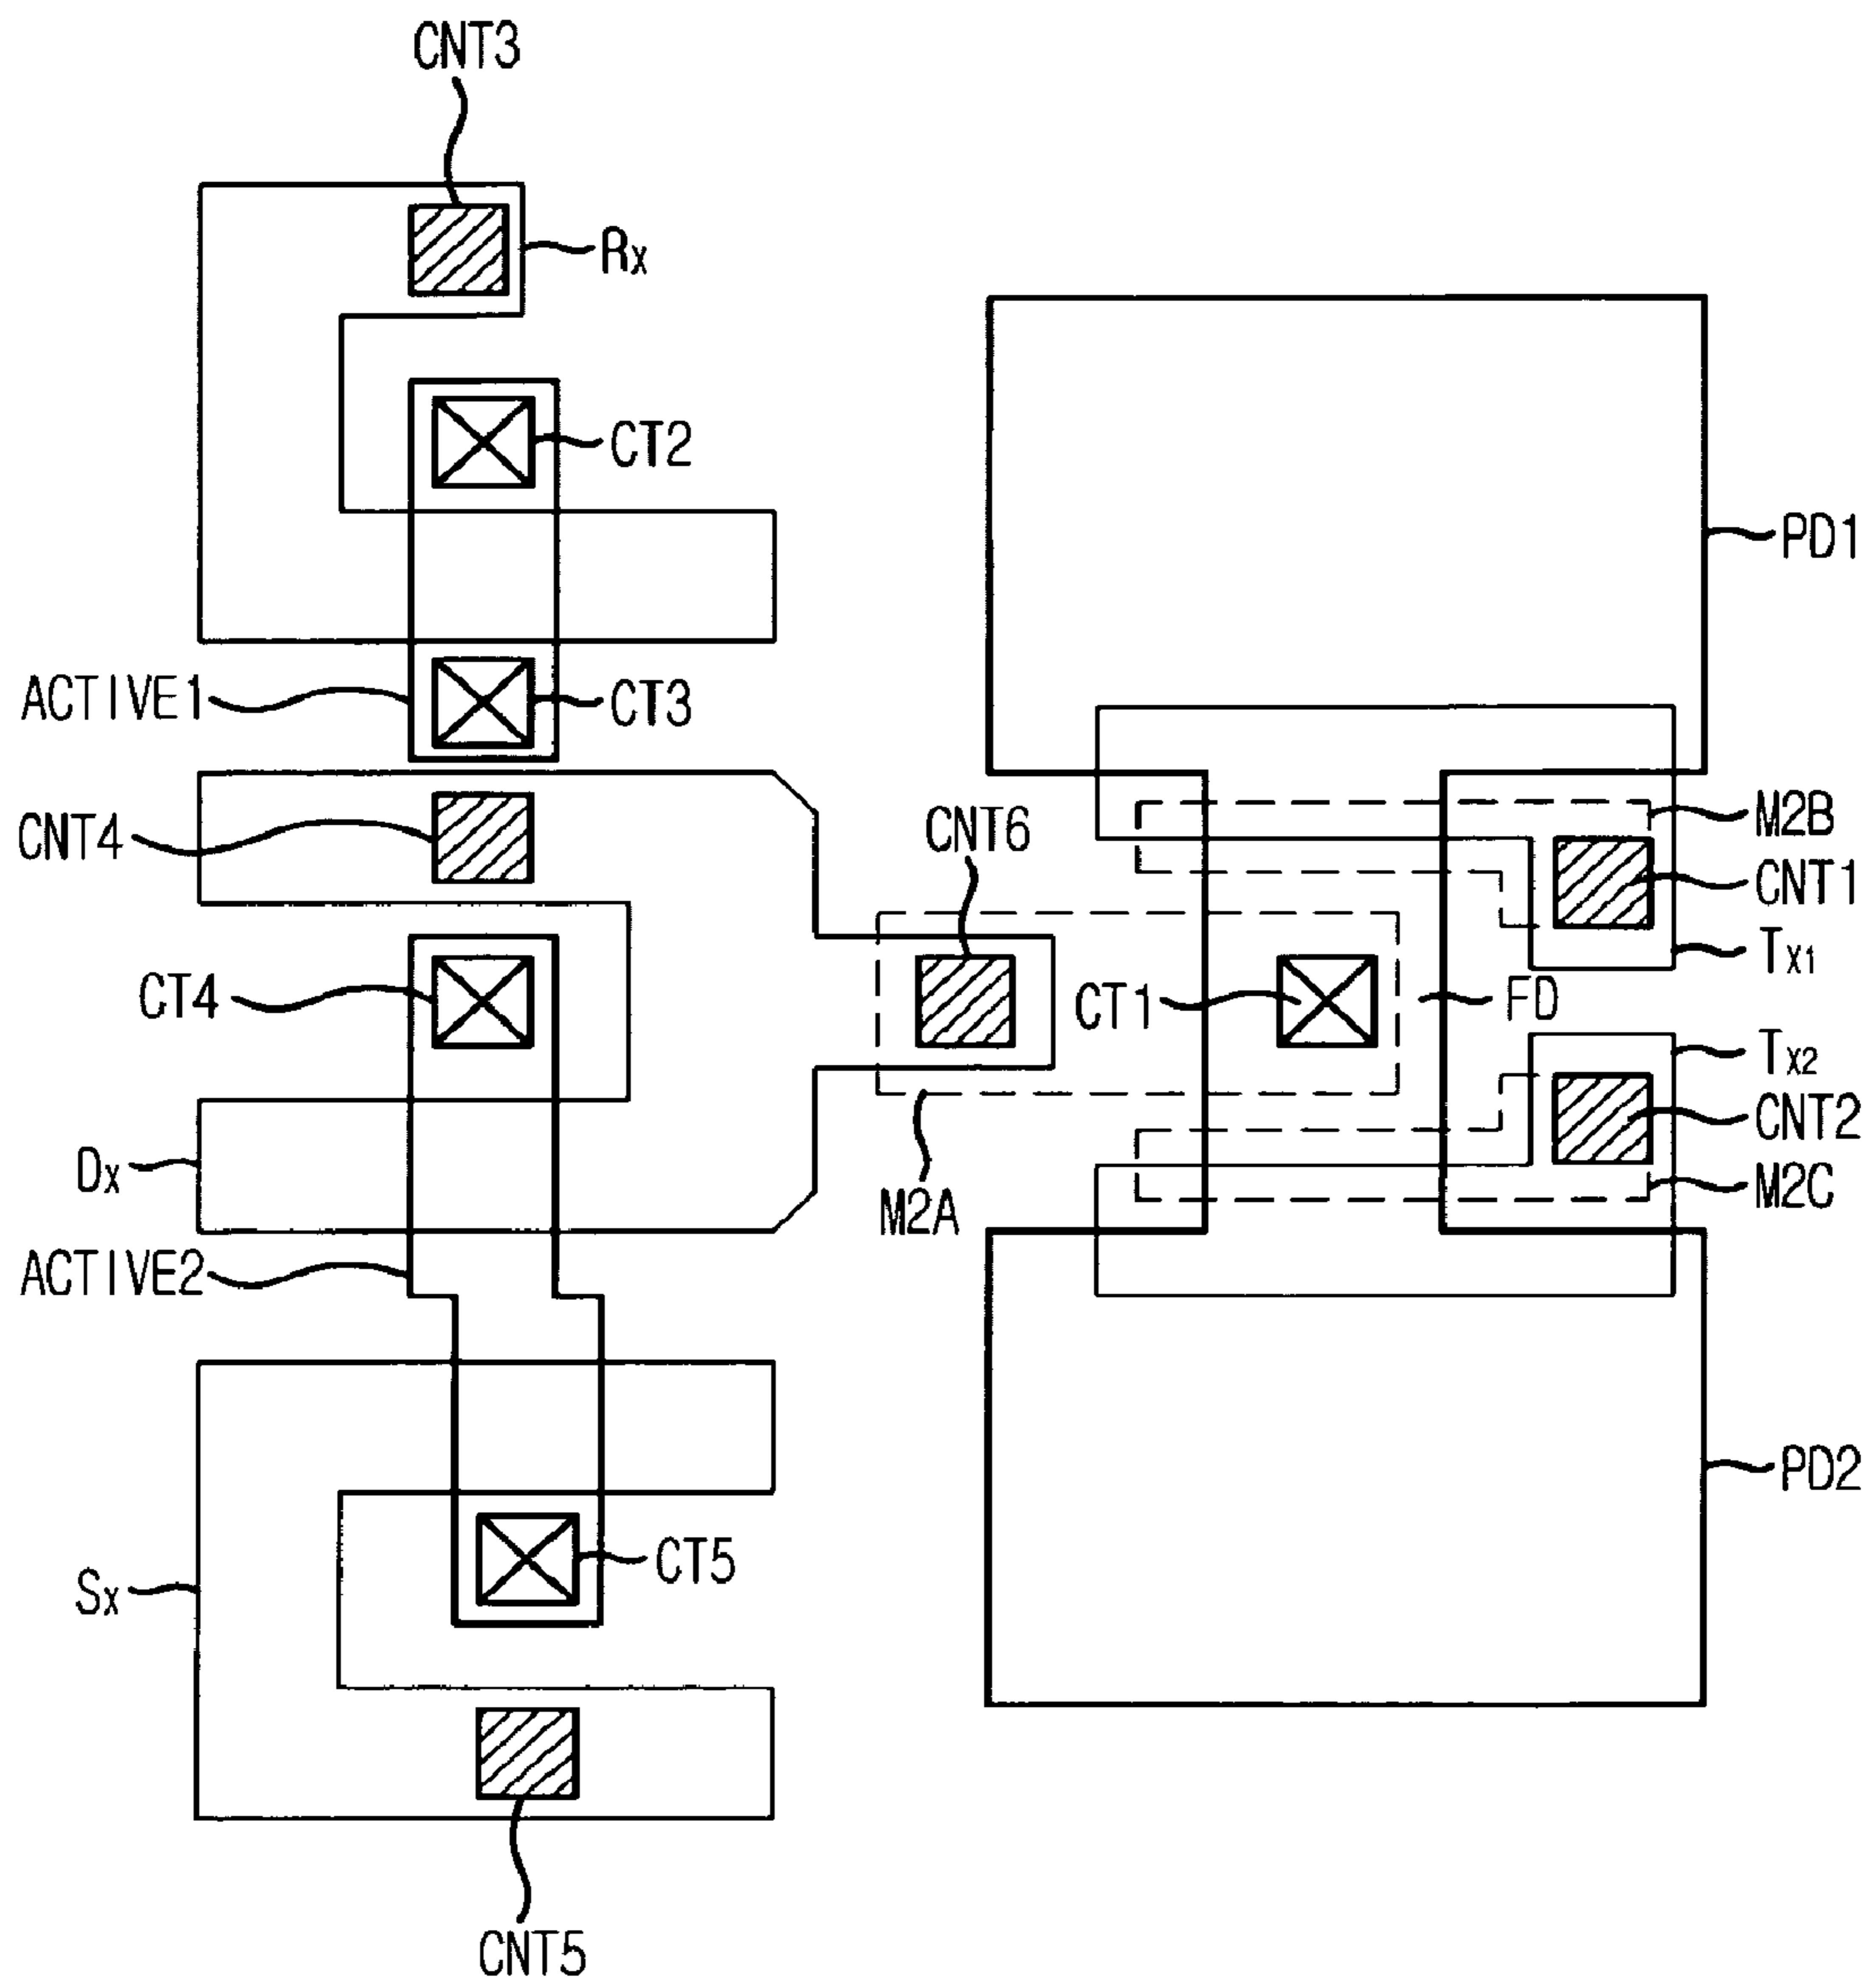 CNT3
Rx
CT2
PD1
ACTIVE1
CT3
M2B
CNT4
CNT6
CNT1
Tx1
CT4
CT1
FD
Tx2
CNT2
Dx
M2A
M2C
ACTIVE2
PD2
CT5
Sx
CNT5